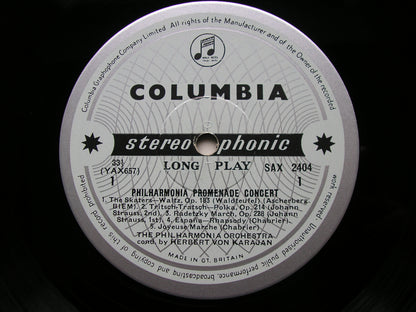 Columbia Graphophone Company Limited. All rights of the Manufacturer and of the Owner of the recorded work reserved. Unauthorised public performance, broadcasting and copying of this record prohibited.
COLUMBIA
stereophonic
33⅓ LONG PLAY SAX 2404
(YAX657)
1 1
PHILHARMONIA PROMENADE CONCERT
1. The Skaters-Waltz, Op. 183 (Waldteufel)(Ascherberg-
BIEM) 2. Tritsch-Tratsch-Polka, Op. 214 (Johann
Strauss, 2nd) 3. Radetzky March, Op. 228 (Johann
Strauss, 1st) 4. España-Rhapsody (Chabrier)
5. Joyeuse Marche (Chabrier)
THE PHILHARMONIA ORCHESTRA
cond. by HERBERT VON KARAJAN
MADE IN GT. BRITAIN